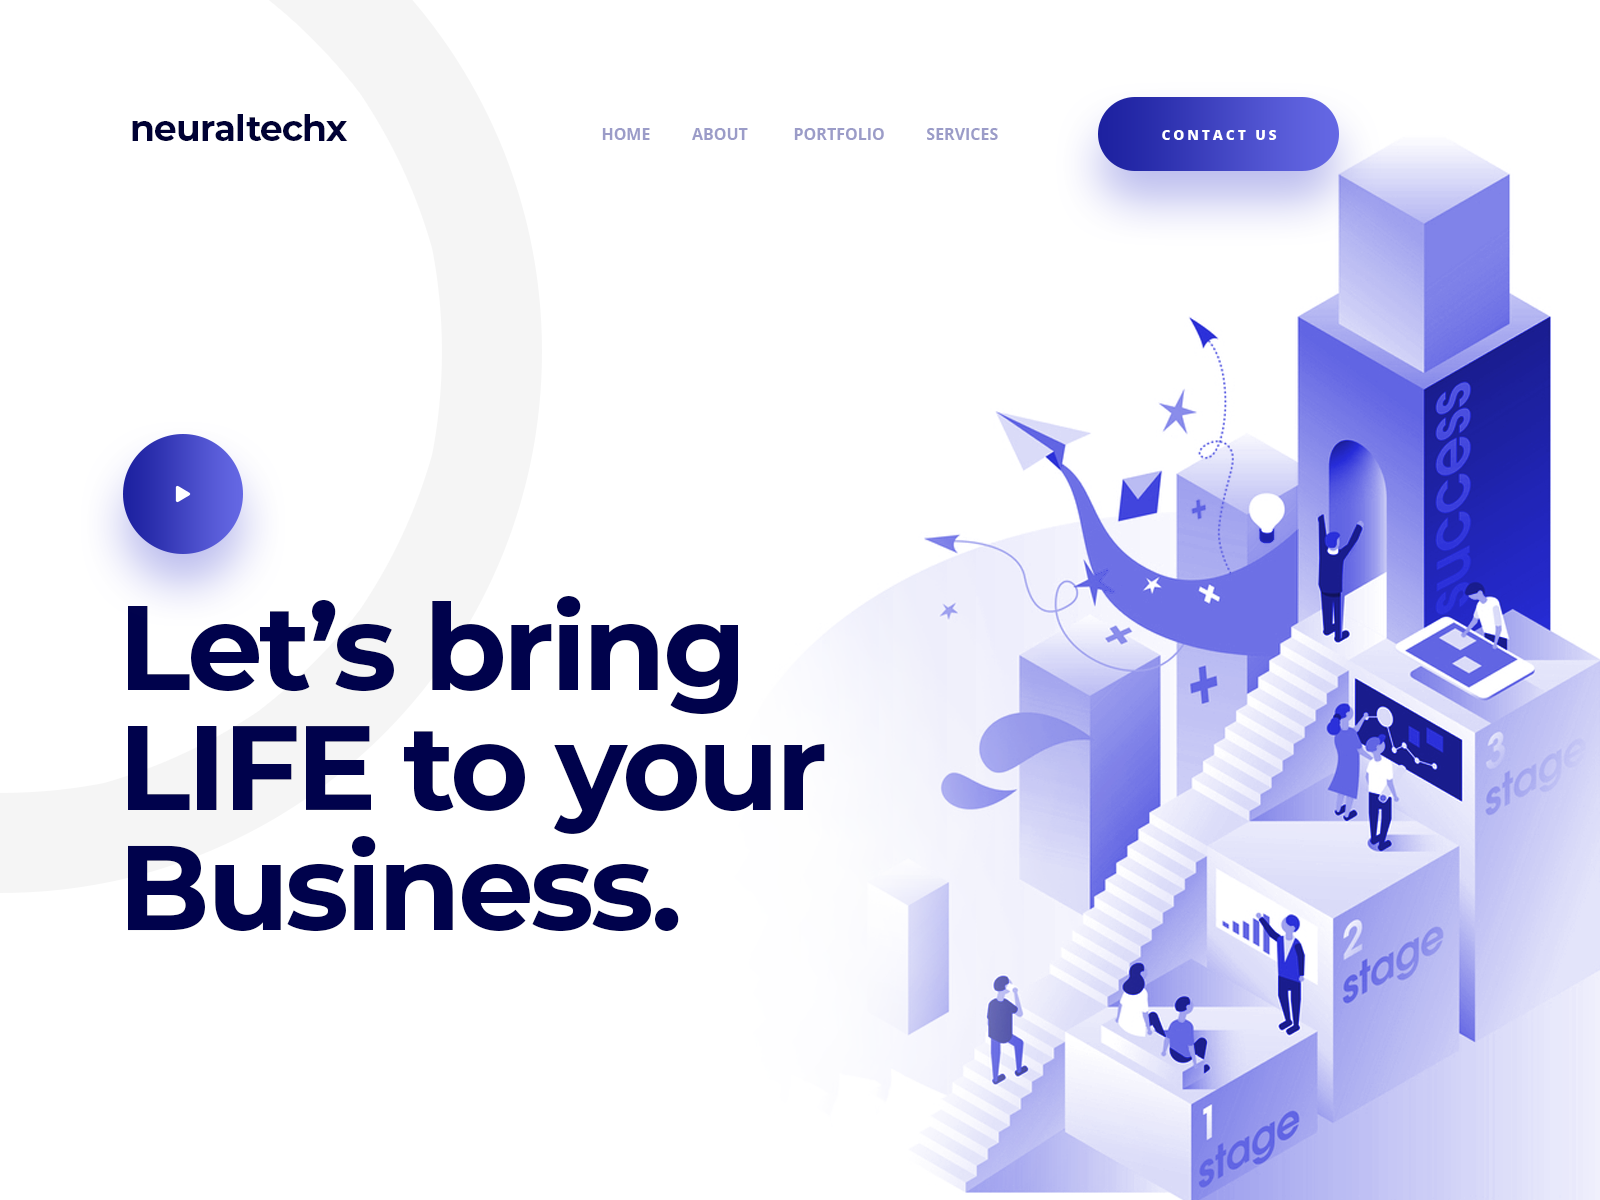 neuraltechx
HOME ABOUT PORTFOLIO SERVICES CONTACT US
Let’s bring
LIFE to your
Business.
success
3
stage
2
stage
1
stage